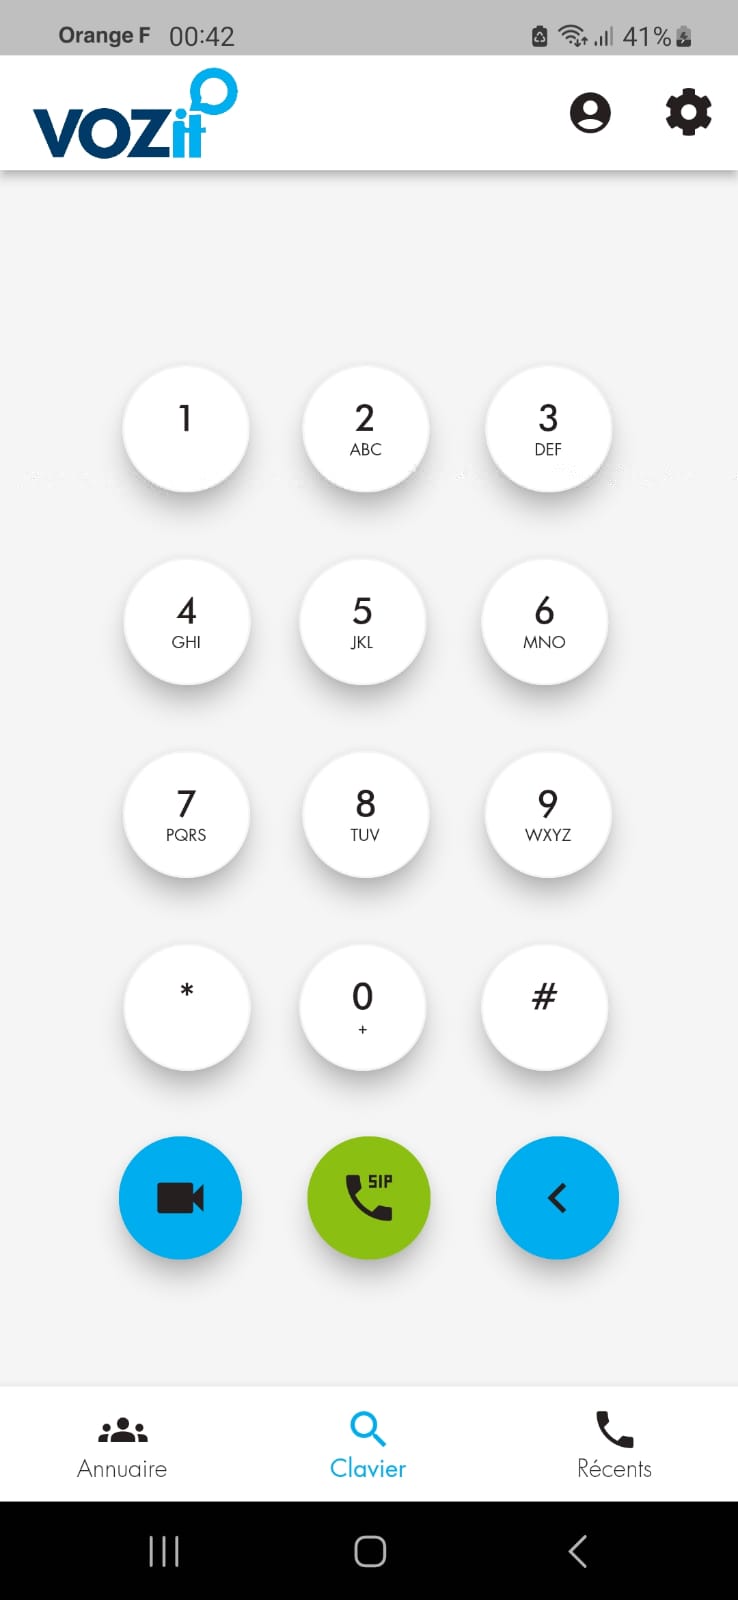 Orange F 00:42 41%
vozit
1 2 3
ABC DEF
4 5 6
GHI JKL MNO
7 8 9
PQRS TUV WXYZ
* 0 #
+
SIP
Annuaire Clavier Récents